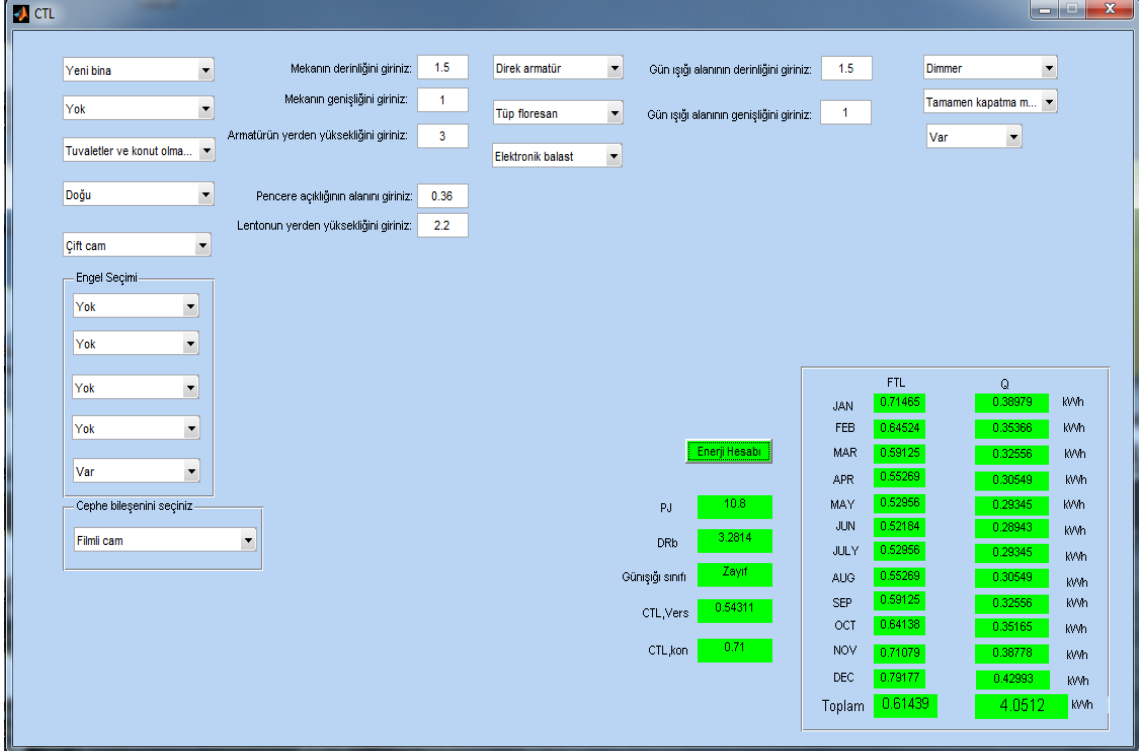 CTL
Yeni bina
Yok
Tuvaletler ve konut olma...
Doğu
Çift cam
Mekanın derinliğini giriniz: 1.5
Mekanın genişliğini giriniz: 1
Armatürün yerden yüksekliğini giriniz: 3
Pencere açıklığının alanını giriniz: 0.36
Lentonun yerden yüksekliğini giriniz: 2.2
Direk armatür
Tüp floresan
Elektronik balast
Gün ışığı alanının derinliğini giriniz: 1.5
Gün ışığı alanının genişliğini giriniz: 1
Dimmer
Tamamen kapatma m...
Var
Engel Seçimi
Yok
Yok
Yok
Yok
Var
Cephe bileşenini seçiniz
Filmli cam
Enerji Hesabı
PJ 10.8
DRb 3.2814
Günışığı sınıfı Zayıf
CTL,Vers 0.54311
CTL,kon 0.71
FTL Q
JAN 0.71465 0.38979 kWh
FEB 0.64524 0.35366 kWh
MAR 0.59125 0.32556 kWh
APR 0.55269 0.30549 kWh
MAY 0.52956 0.29345 kWh
JUN 0.52184 0.28943 kWh
JULY 0.52956 0.29345 kWh
AUG 0.55269 0.30549 kWh
SEP 0.59125 0.32556 kWh
OCT 0.64138 0.35165 kWh
NOV 0.71079 0.38778 kWh
DEC 0.79177 0.42993 kWh
Toplam 0.61439 4.0512 kWh